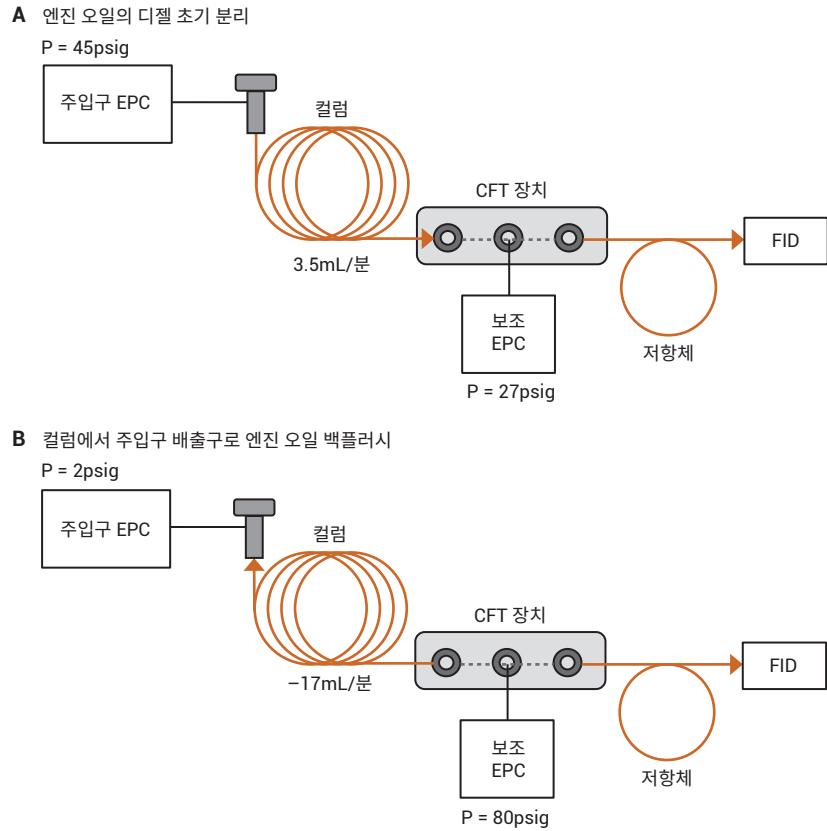 A 엔진 오일의 디젤 초기 분리
P = 45psig
주입구 EPC
컬럼
CFT 장치
3.5mL/분
FID
보조
EPC
저항체
P = 27psig
B 컬럼에서 주입구 배출구로 엔진 오일 백플러시
P = 2psig
주입구 EPC
컬럼
CFT 장치
−17mL/분
FID
보조
EPC
저항체
P = 80psig